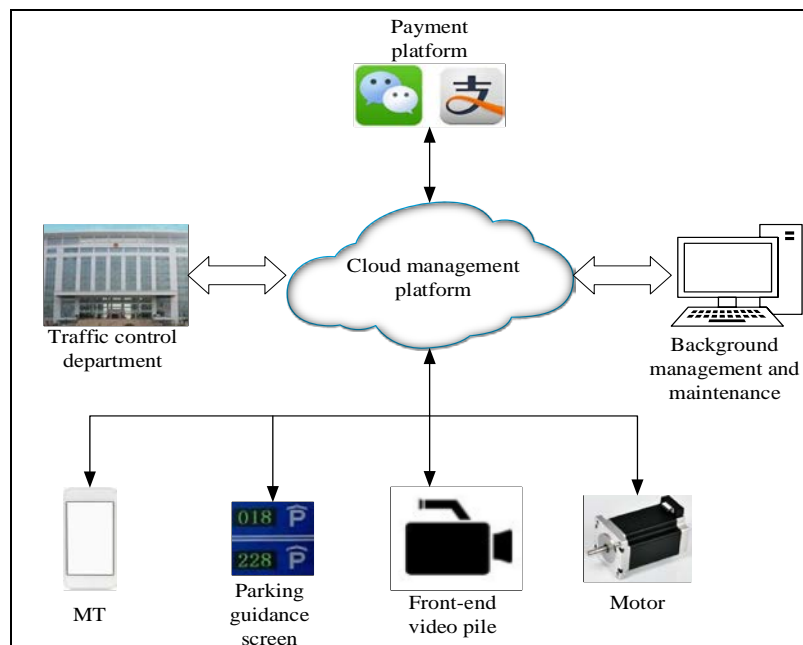 Payment
platform
支
Cloud management
platform
Traffic control
department
Background
management and
maintenance
018 P
228 P
MT
Parking
guidance
screen
Front-end
video pile
Motor